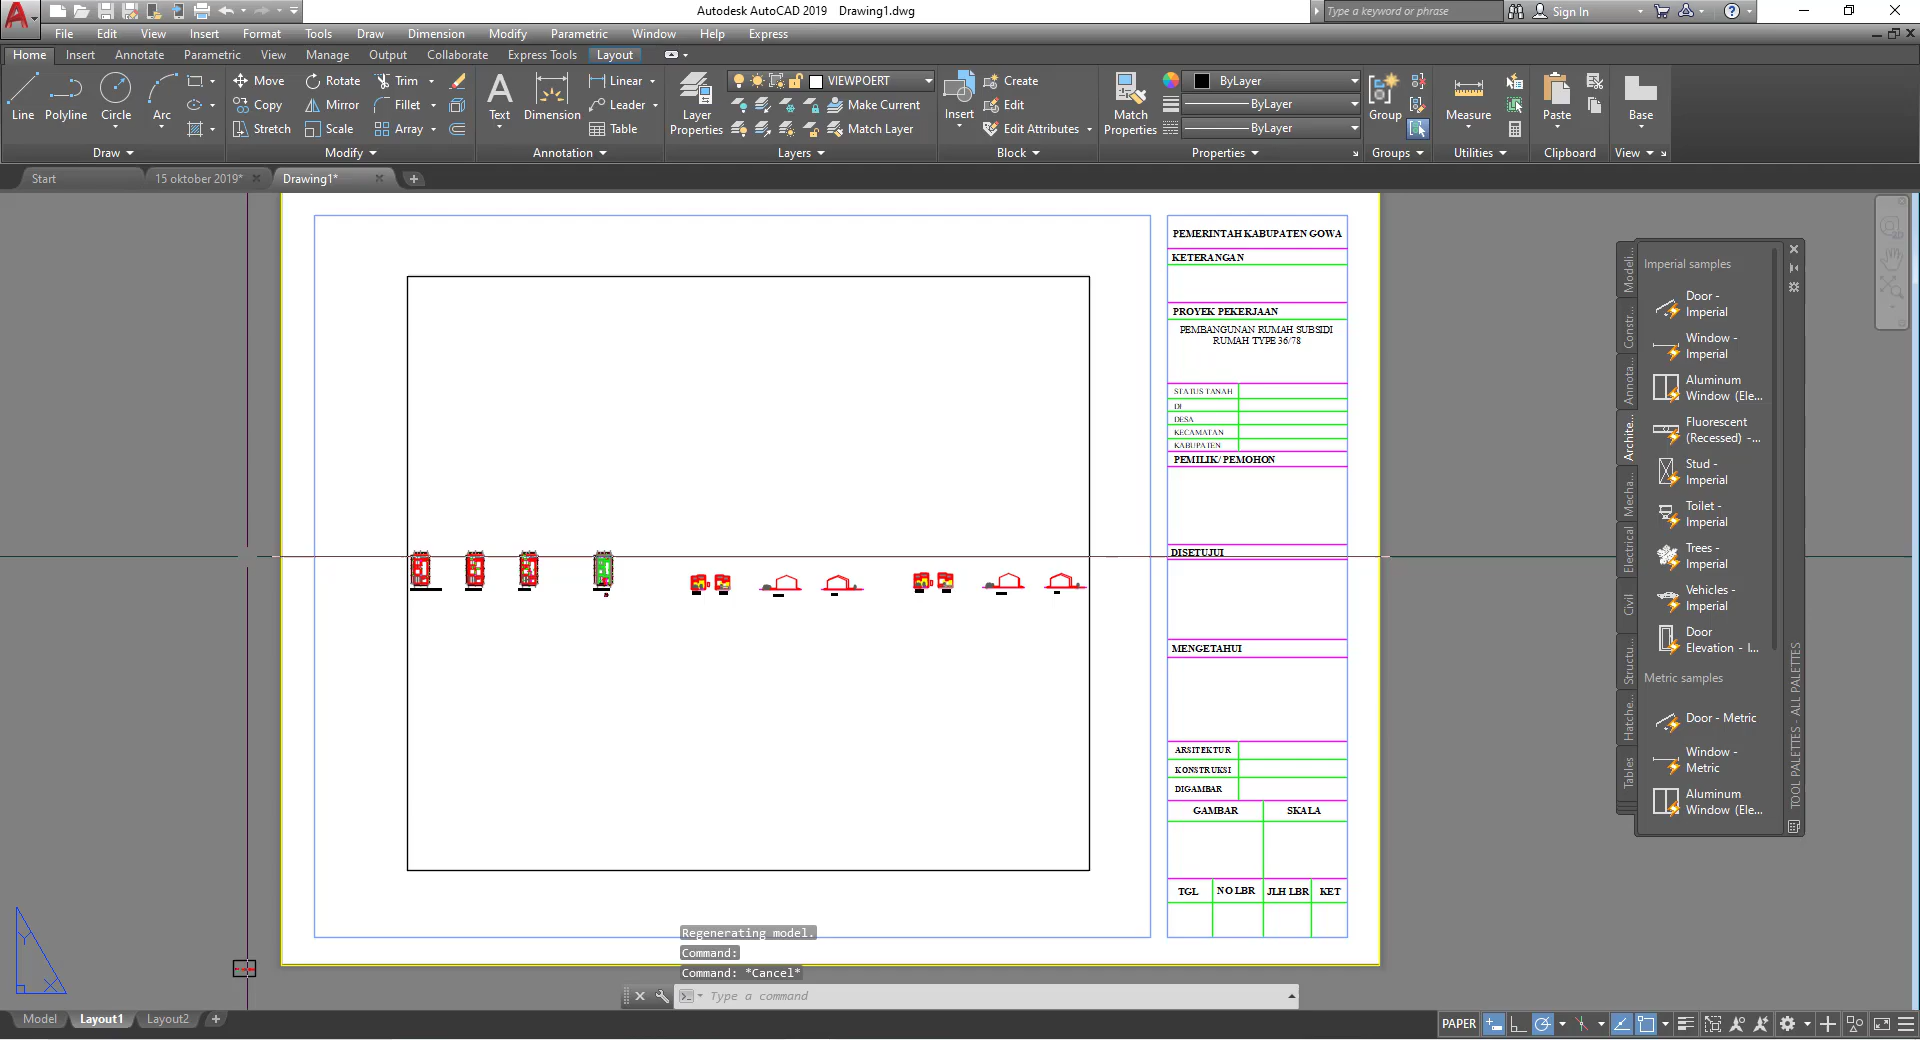 Autodesk AutoCAD 2019 Drawing1.dwg
Type a keyword or phrase
Sign In
File Edit View Insert Format Tools Draw Dimension Modify Parametric Window Help Express
Home Insert Annotate Parametric View Manage Output Collaborate Express Tools Layout
Line
Polyline
Circle
Arc
Move
Rotate
Trim
Copy
Mirror
Fillet
Stretch
Scale
Array
Text
Dimension
Linear
Leader
Table
Layer
Properties
VIEWPOERT
Make Current
Match Layer
Insert
Create
Edit
Edit Attributes
Match
Properties
ByLayer
ByLayer
ByLayer
Group
Measure
Paste
Base
Draw
Modify
Annotation
Layers
Block
Properties
Groups
Utilities
Clipboard
View
Start
15 oktober 2019*
Drawing1*
PEMERINTAH KABUPATEN GOWA
KETERANGAN
PROYEK PEKERJAAN
PEMBANGUNAN RUMAH SUBSIDI
RUMAH TYPE 36/78
STATUS TANAH
DI
DESA
KECAMATAN
KABUPATEN
PEMILIK/ PEMOHON
DISETUJUI
MENGETAHUI
ARSITEKTUR
KONSTRUKSI
DIGAMBAR
GAMBAR SKALA
TGL NO LBR JLH LBR KET
Modeli...
Constr...
Annota...
Archite...
Mecha...
Electrical
Civil
Structu...
Hatche...
Tables
Imperial samples
Door -
Imperial
Window -
Imperial
Aluminum
Window (Ele...
Fluorescent
(Recessed) -...
Stud -
Imperial
Toilet -
Imperial
Trees -
Imperial
Vehicles -
Imperial
Door
Elevation - I...
Metric samples
Door - Metric
Window -
Metric
Aluminum
Window (Ele...
TOOL PALETTES - ALL PALETTES
Regenerating model.
Command:
Command: *Cancel*
Type a command
Y
X
Model Layout1 Layout2
PAPER